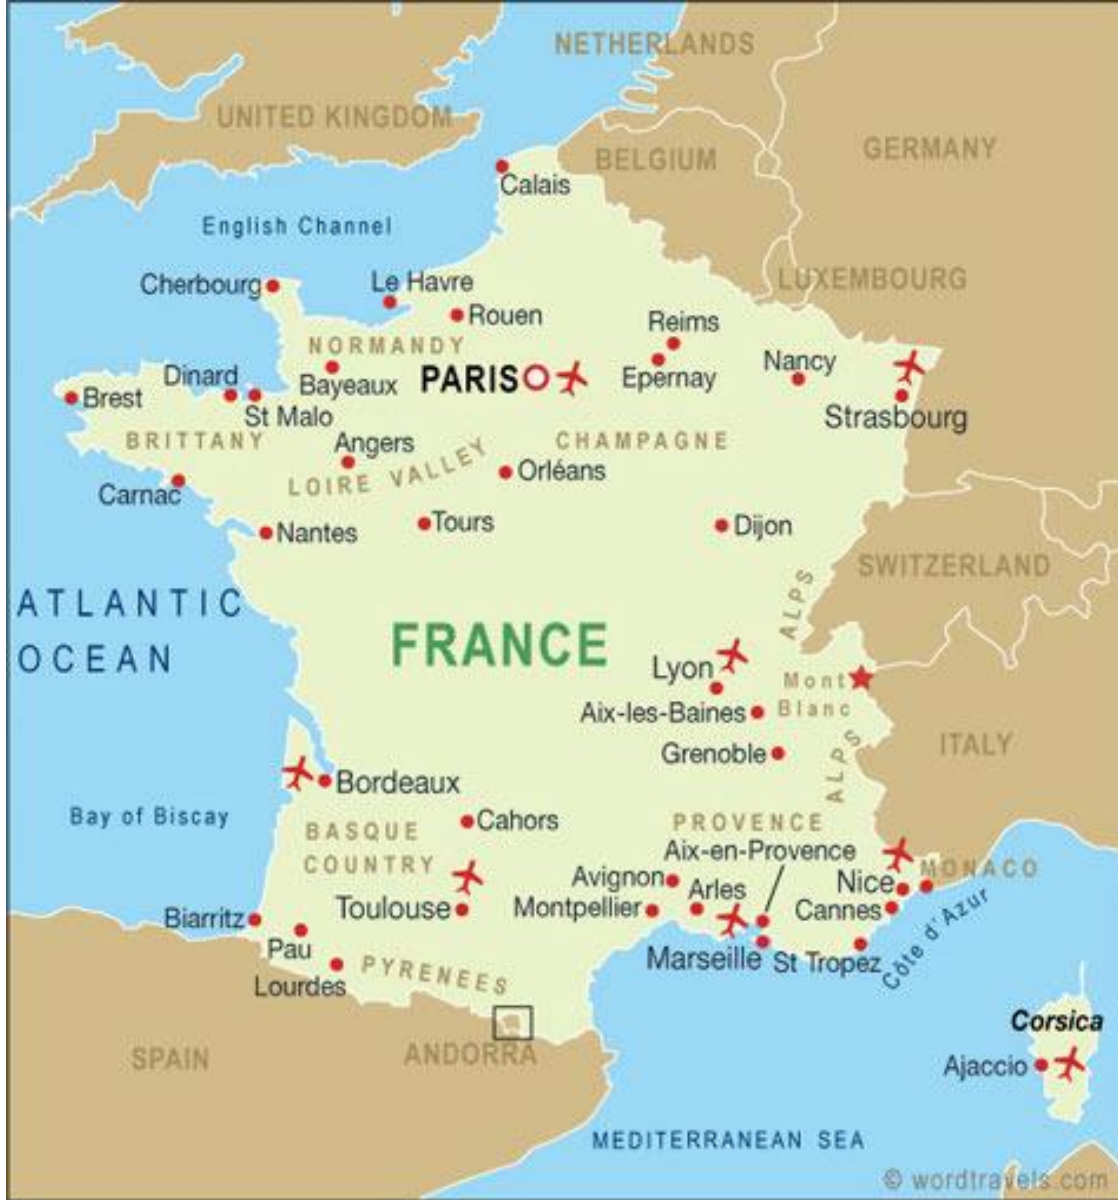 NETHERLANDS
UNITED KINGDOM
BELGIUM
GERMANY
Calais
English Channel
LUXEMBOURG
Cherbourg
Le Havre
Rouen
Reims
NORMANDY
Nancy
Dinard
Bayeaux
PARIS
Epernay
Brest
St Malo
Strasbourg
BRITTANY
Angers
CHAMPAGNE
LOIRE VALLEY
Orléans
Carnac
Nantes
Tours
Dijon
SWITZERLAND
ALPS
ATLANTIC
OCEAN
FRANCE
Lyon
Mont
Blanc
Aix-les-Baines
Grenoble
ITALY
ALPS
Bordeaux
Bay of Biscay
Cahors
PROVENCE
BASQUE
COUNTRY
Aix-en-Provence
MONACO
Avignon
Arles
Nice
Toulouse
Montpellier
Cannes
Biarritz
Côte d'Azur
Pau
Marseille
St Tropez
Lourdes
PYRENEES
Corsica
SPAIN
ANDORRA
Ajaccio
MEDITERRANEAN SEA
© wordtravels.com